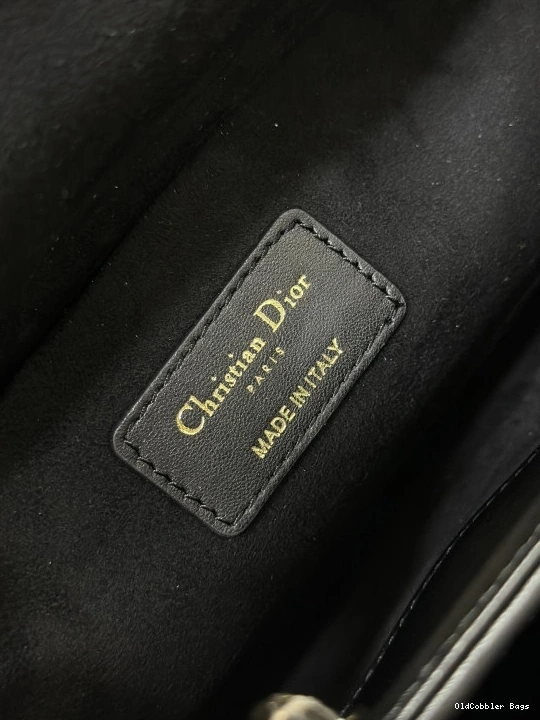 Christian Dior
PARIS
MADE IN ITALY
OldCobbler Bags